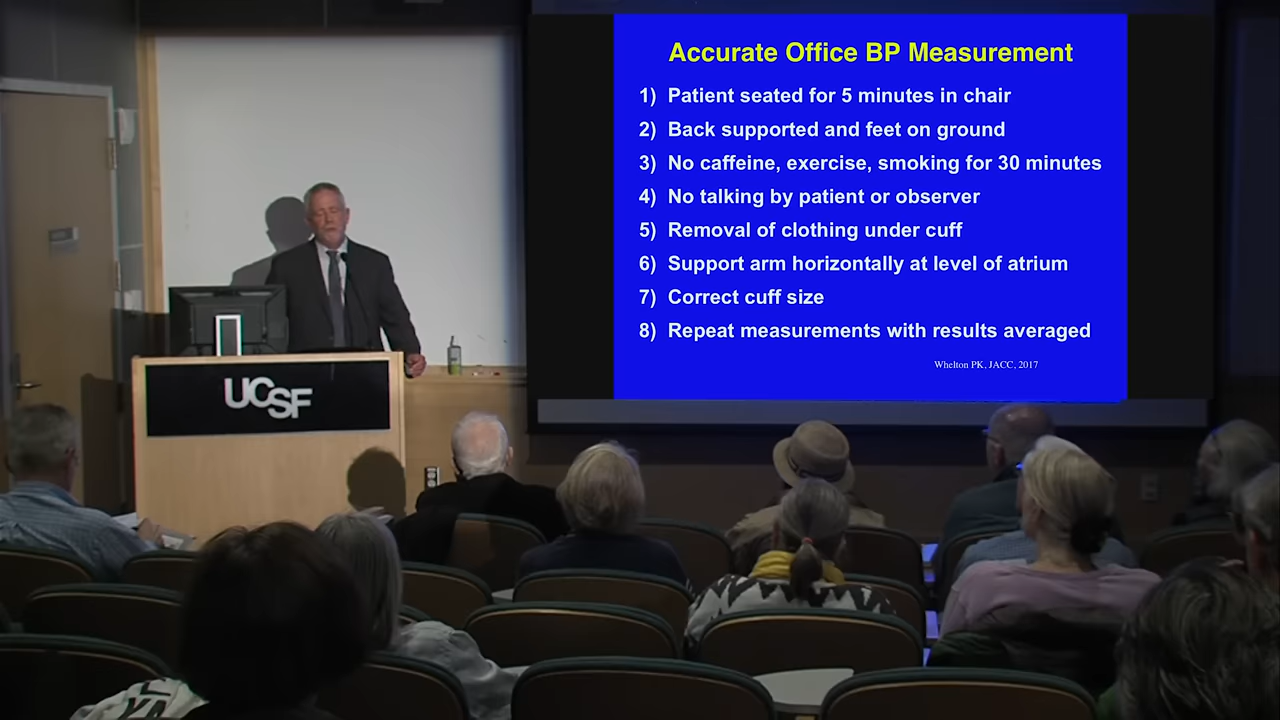 Accurate Office BP Measurement
1) Patient seated for 5 minutes in chair
2) Back supported and feet on ground
3) No caffeine, exercise, smoking for 30 minutes
4) No talking by patient or observer
5) Removal of clothing under cuff
6) Support arm horizontally at level of atrium
7) Correct cuff size
8) Repeat measurements with results averaged
Whelton PK, JACC, 2017
UCSF